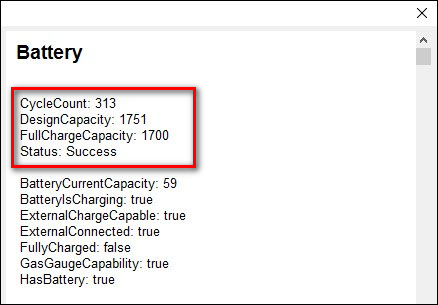 Battery
CycleCount: 313
DesignCapacity: 1751
FullChargeCapacity: 1700
Status: Success
BatteryCurrentCapacity: 59
BatteryIsCharging: true
ExternalChargeCapable: true
ExternalConnected: true
FullyCharged: false
GasGaugeCapability: true
HasBattery: true